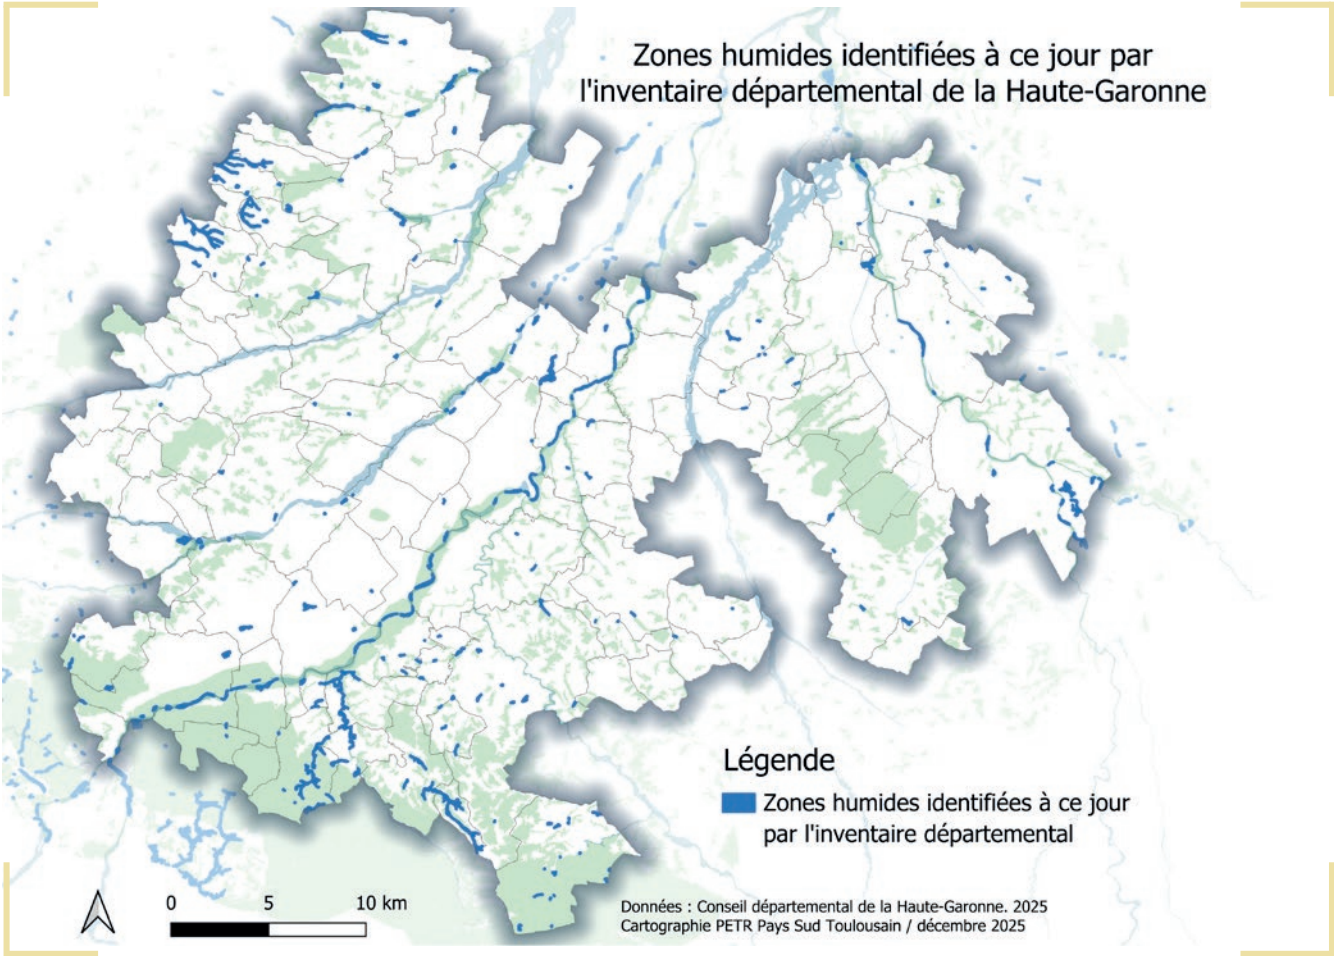 Zones humides identifiées à ce jour par
l'inventaire départemental de la Haute-Garonne
Légende
Zones humides identifiées à ce jour
par l'inventaire départemental
0 5 10 km
Données : Conseil départemental de la Haute-Garonne. 2025
Cartographie PETR Pays Sud Toulousain / décembre 2025